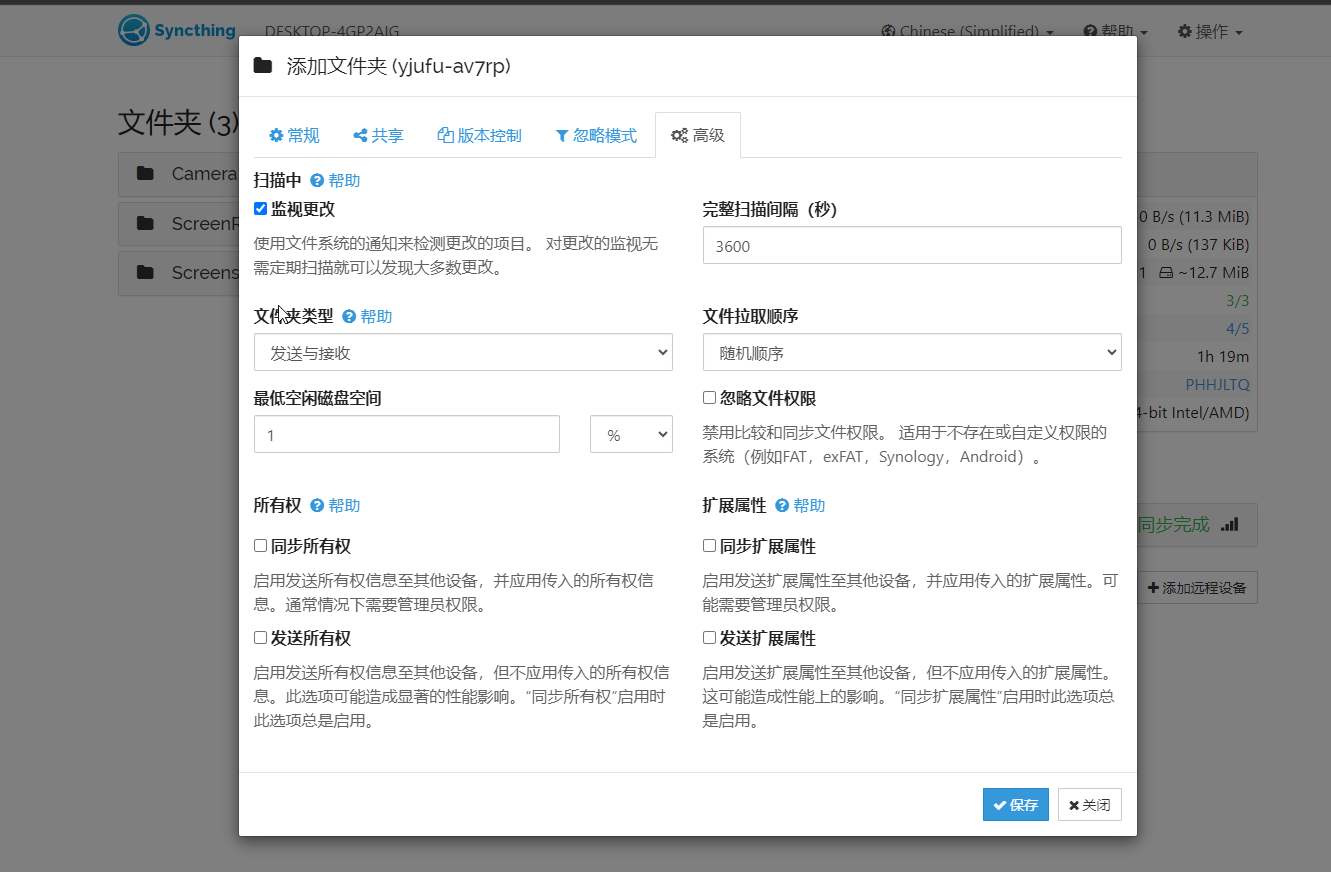 Syncthing
DESKTOP-4GP2AIG
Chinese (Simplified)
帮助
操作
添加文件夹 (yjufu-av7rp)
文件夹 (3)
常规
共享
版本控制
忽略模式
高级
Camera
扫描中 帮助
监视更改
使用文件系统的通知来检测更改的项目。 对更改的监视无
需定期扫描就可以发现大多数更改。
完整扫描间隔（秒）
3600
ScreenR
Screens
0 B/s (11.3 MiB)
0 B/s (137 KiB)
1 ~12.7 MiB
3/3
4/5
1h 19m
PHHJLTQ
4-bit Intel/AMD)
文件夹类型 帮助
发送与接收
文件拉取顺序
随机顺序
最低空闲磁盘空间
1
%
忽略文件权限
禁用比较和同步文件权限。 适用于不存在或自定义权限的
系统（例如FAT，exFAT，Synology，Android）。
所有权 帮助
同步所有权
启用发送所有权信息至其他设备，并应用传入的所有权信
息。通常情况下需要管理员权限。
发送所有权
启用发送所有权信息至其他设备，但不应用传入的所有权信
息。此选项可能造成显著的性能影响。“同步所有权”启用时
此选项总是启用。
扩展属性 帮助
同步扩展属性
启用发送扩展属性至其他设备，并应用传入的扩展属性。可
能需要管理员权限。
发送扩展属性
启用发送扩展属性至其他设备，但不应用传入的扩展属性。
这可能造成性能上的影响。“同步扩展属性”启用时此选项总
是启用。
同步完成
添加远程设备
保存
关闭